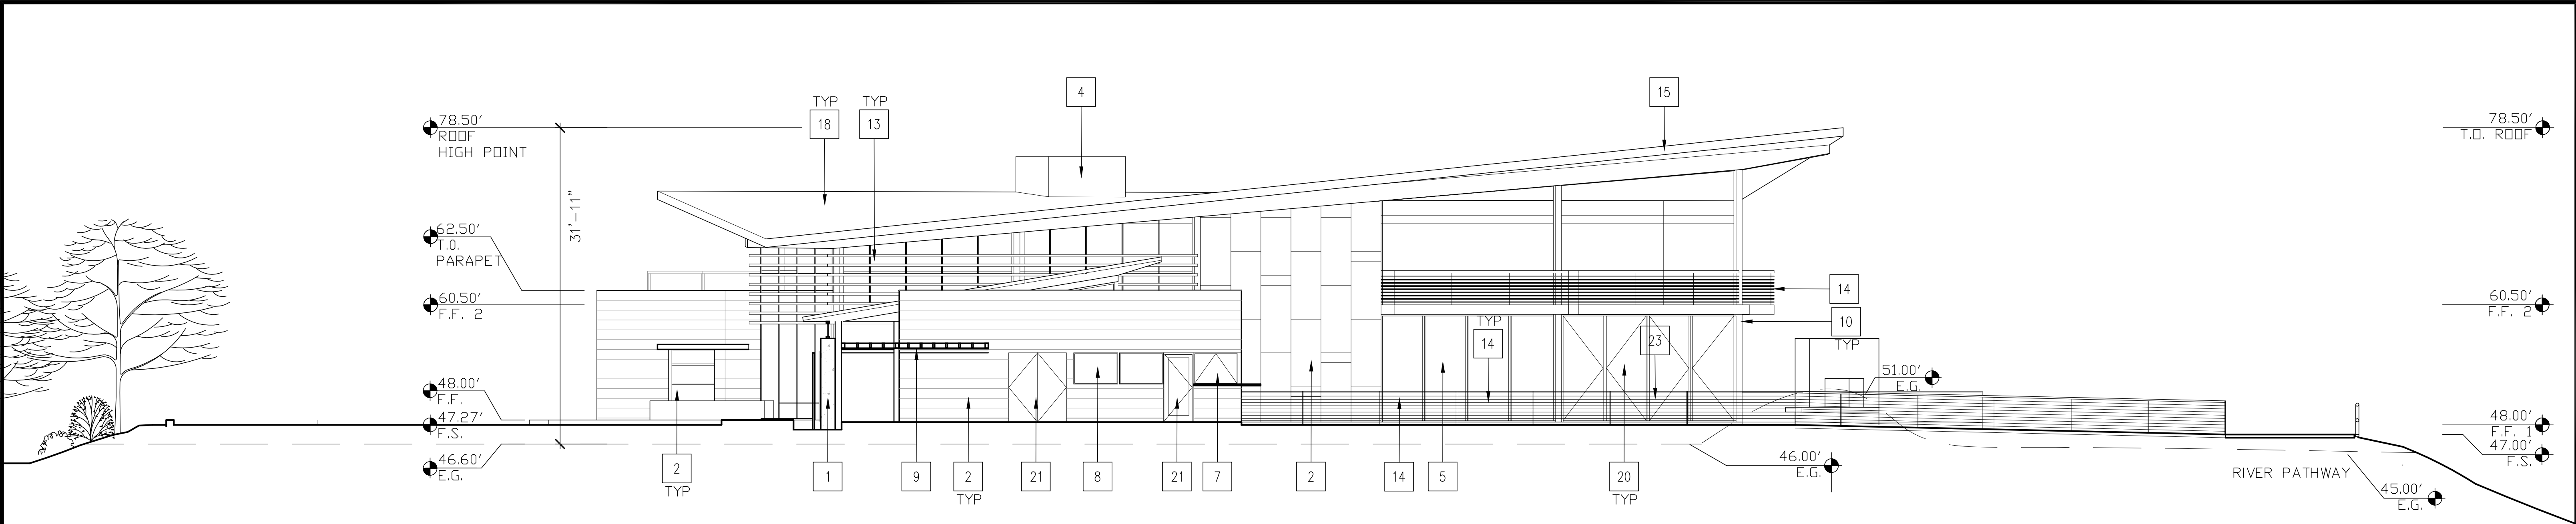 4
15
TYP
18
TYP
13
78.50'
ROOF
HIGH POINT
78.50'
T.O. ROOF
31'-11"
62.50'
T.O.
PARAPET
60.50'
F.F. 2
60.50'
F.F. 2
14
10
TYP
TYP
14
23
51.00'
E.G.
48.00'
F.F.
47.27'
F.S.
46.60'
E.G.
48.00'
F.F. 1
47.00'
F.S.
46.00'
E.G.
RIVER PATHWAY
45.00'
E.G.
2
TYP
1
9
2
TYP
21
8
21
7
2
14
5
20
TYP